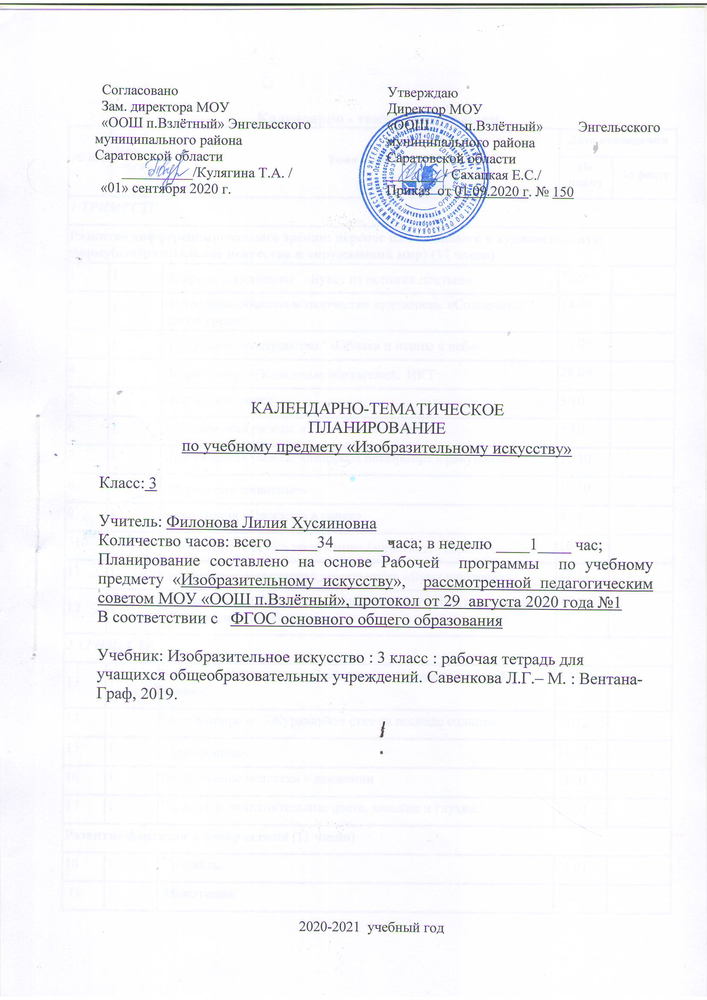 Согласовано
Зам. директора МОУ
«ООШ п.Взлётный» Энгельсского
муниципального района
Саратовской области
___________/Кулягина Т.А. /
«01» сентября 2020 г.
Утверждаю
Директор МОУ
«ООШ п.Взлётный» Энгельсского
муниципального района
Саратовской области
/ Сахацкая Е.С./
Приказ от 01.09.2020 г. № 150
КАЛЕНДАРНО-ТЕМАТИЧЕСКОЕ
ПЛАНИРОВАНИЕ
по учебному предмету «Изобразительному искусству»
Класс: 3
Учитель: Филонова Лилия Хусяиновна
Количество часов: всего _____34______ часа; в неделю ____1____ час;
Планирование составлено на основе Рабочей программы по учебному
предмету «Изобразительному искусству», рассмотренной педагогическим
советом МОУ «ООШ п.Взлётный», протокол от 29 августа 2020 года №1
В соответствии с ФГОС основного общего образования
Учебник: Изобразительное искусство : 3 класс : рабочая тетрадь для
учащихся общеобразовательных учреждений. Савенкова Л.Г.– М. : Вентана-
Граф, 2019.
2020-2021 учебный год